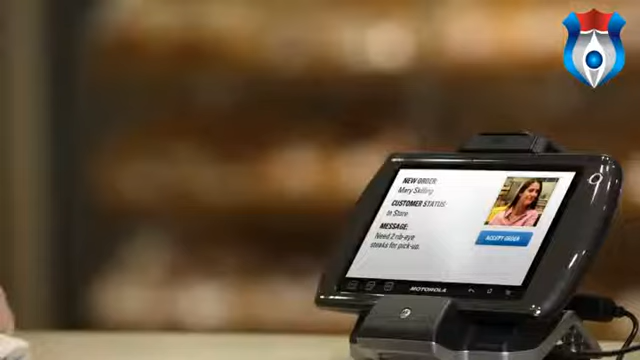 NEW ORDER:
Mary Skilling
CUSTOMER STATUS:
In Store
MESSAGE:
Need 2 rib-eye
steaks for pick-up.
ACCEPT ORDER
MOTOROLA